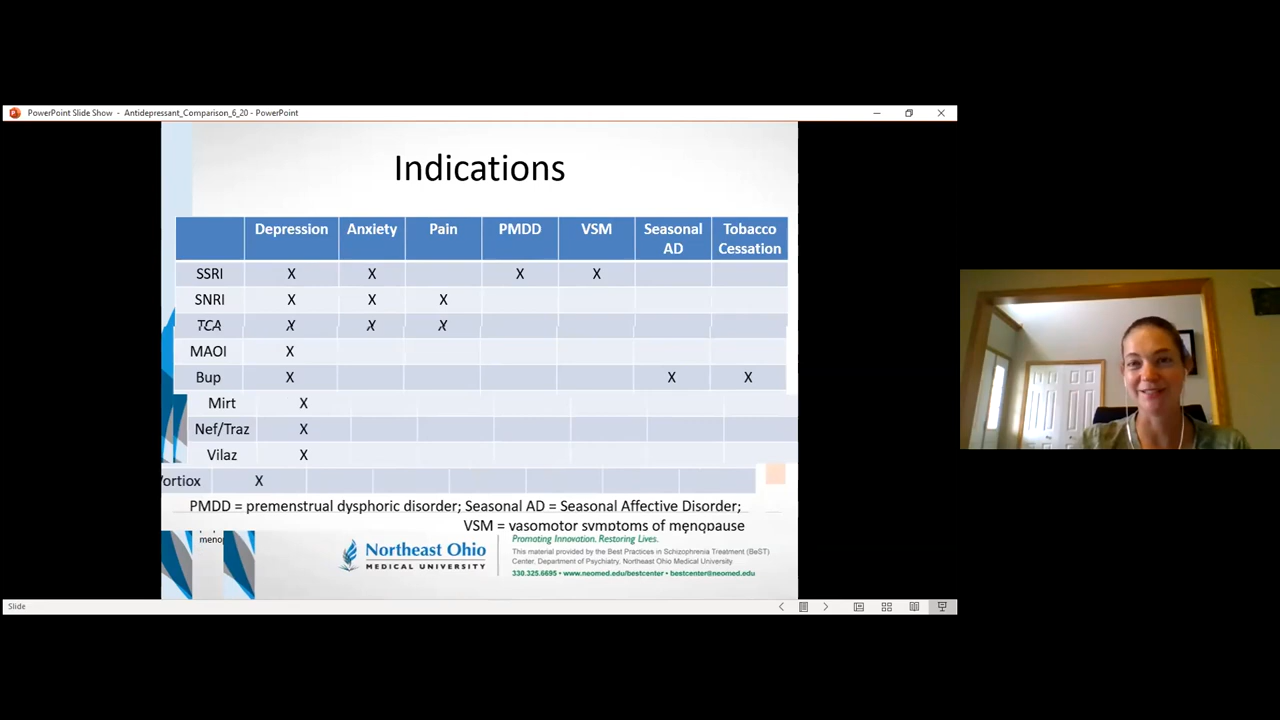 PowerPoint Slide Show - Antidepressant_Comparison_6_20 - PowerPoint
Indications
Depression Anxiety Pain PMDD VSM Seasonal AD Tobacco Cessation
SSRI X X X X
SNRI X X X
TCA X X X
MAOI X
Bup X X X
Mirt X
Nef/Traz X
Vilaz X
ortiox X
PMDD = premenstrual dysphoric disorder; Seasonal AD = Seasonal Affective Disorder;
VSM = vasomotor symptoms of menopause
meno
Northeast Ohio
MEDICAL UNIVERSITY
Promoting Innovation. Restoring Lives.
This material provided by the Best Practices in Schizophrenia Treatment (BeST)
Center, Department of Psychiatry, Northeast Ohio Medical University
330.325.6695 • www.neomed.edu/bestcenter • bestcenter@neomed.edu
Slide